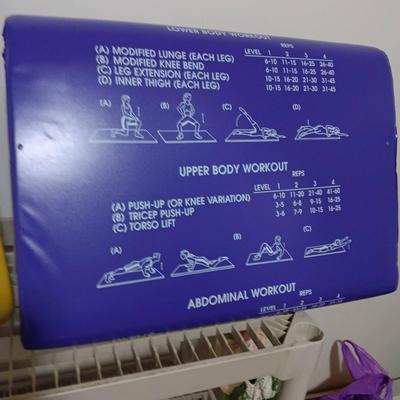 LOWER BODY WORKOUT
REPS
LEVEL 1 2 3 4
(A) MODIFIED LUNGE (EACH LEG) 6-10 11-15 16-25 26-40
(B) MODIFIED KNEE BEND 6-10 11-15 16-25 26-40
(C) LEG EXTENSION (EACH LEG) 10-15 16-20 21-30 31-45
(D) INNER THIGH (EACH LEG) 10-15 16-20 21-30 31-45
(A) (B) (C) (D)
UPPER BODY WORKOUT
REPS
LEVEL 1 2 3 4
(A) PUSH-UP (OR KNEE VARIATION) 6-10 11-20 21-40 41-60
(B) TRICEP PUSH-UP 3-5 6-8 9-15 16-25
(C) TORSO LIFT 3-6 7-9 10-15 16-25
(A) (B) (C)
ABDOMINAL WORKOUT
REPS
LEVEL 1 2 3 4